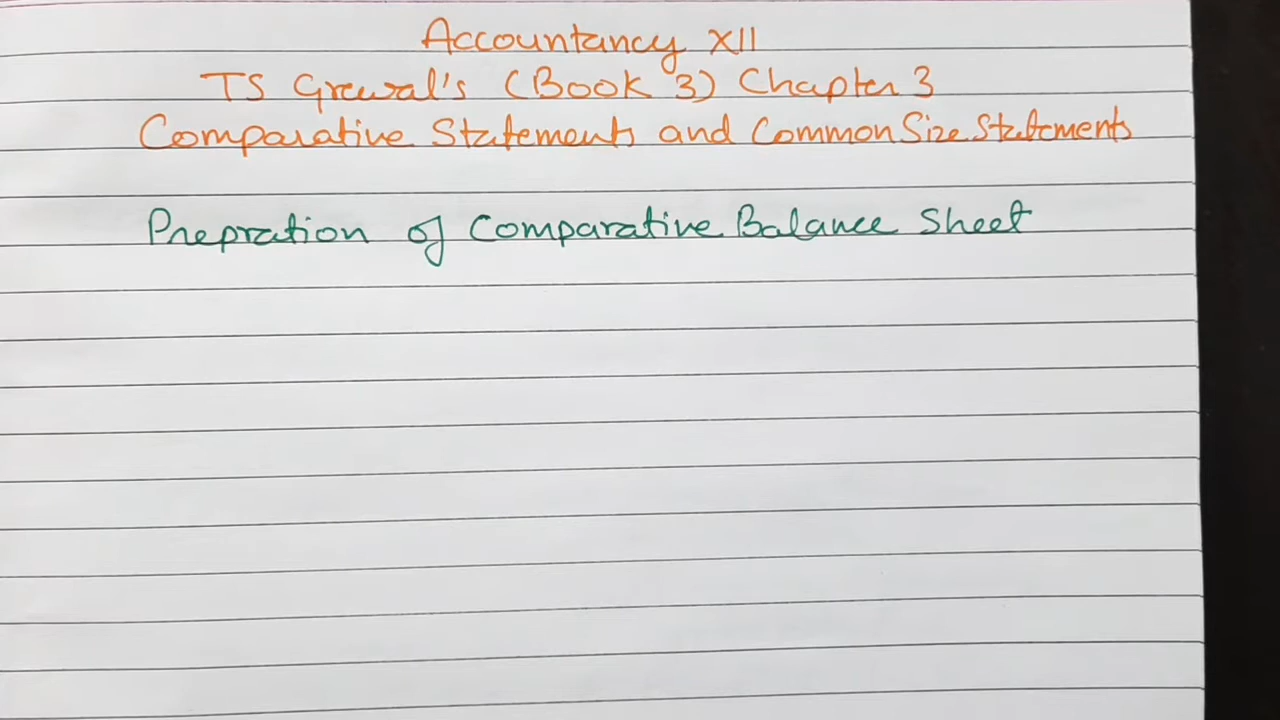 Accountancy XII
TS Grewal's (Book 3) Chapter 3
Comparative Statements and Common Size Statements
Prepration of Comparative Balance Sheet